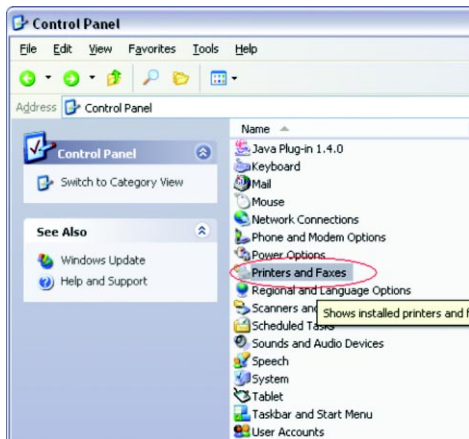 Control Panel
File Edit View Favorites Tools Help
Address Control Panel
Control Panel
Switch to Category View
See Also
Windows Update
Help and Support
Name
Java Plug-in 1.4.0
Keyboard
Mail
Mouse
Network Connections
Phone and Modem Options
Power Options
Printers and Faxes
Regional and Language Options
Scanners and
Shows installed printers and f
Scheduled Tasks
Sounds and Audio Devices
Speech
System
Tablet
Taskbar and Start Menu
User Accounts